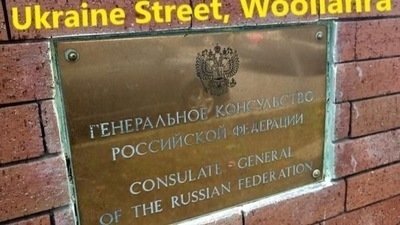 Ukraine Street, Woollahra
ГЕНЕРАЛЬНОЕ КОНСУЛЬСТВО
РОССИЙСКОЙ ФЕДЕРАЦИИ
CONSULATE-GENERAL
OF THE RUSSIAN FEDERATION